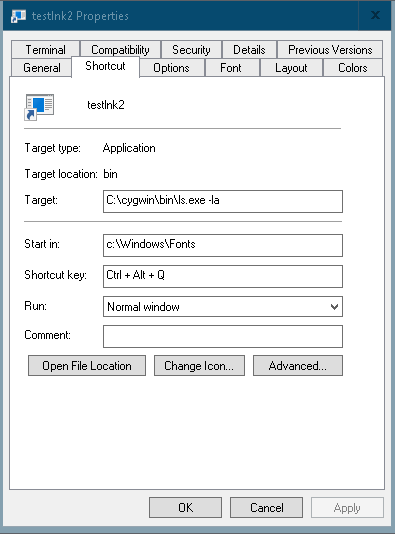 testlnk2 Properties
Terminal Compatibility Security Details Previous Versions
General Shortcut Options Font Layout Colors
testlnk2
Target type: Application
Target location: bin
Target: C:\cygwin\bin\ls.exe -la
Start in: c:\Windows\Fonts
Shortcut key: Ctrl + Alt + Q
Run: Normal window
Comment:
Open File Location Change Icon... Advanced...
OK Cancel Apply